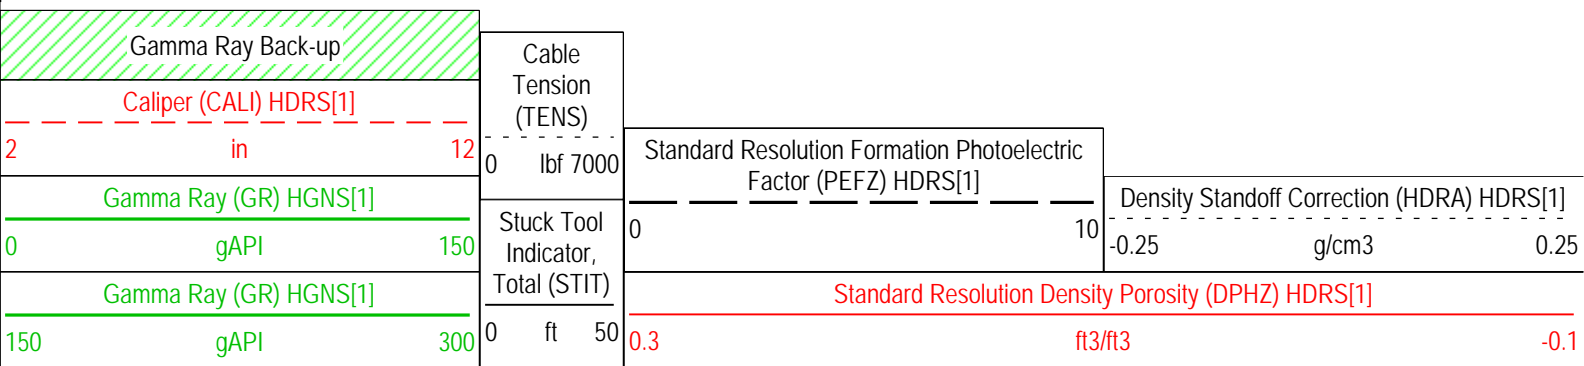 Gamma Ray Back-up
Caliper (CALI) HDRS[1]
2 in 12
Gamma Ray (GR) HGNS[1]
0 gAPI 150
Gamma Ray (GR) HGNS[1]
150 gAPI 300
Cable
Tension
(TENS)
0 lbf 7000
Stuck Tool
Indicator,
Total (STIT)
0 ft 50
Standard Resolution Formation Photoelectric
Factor (PEFZ) HDRS[1]
0 10
Density Standoff Correction (HDRA) HDRS[1]
-0.25 g/cm3 0.25
Standard Resolution Density Porosity (DPHZ) HDRS[1]
0.3 ft3/ft3 -0.1